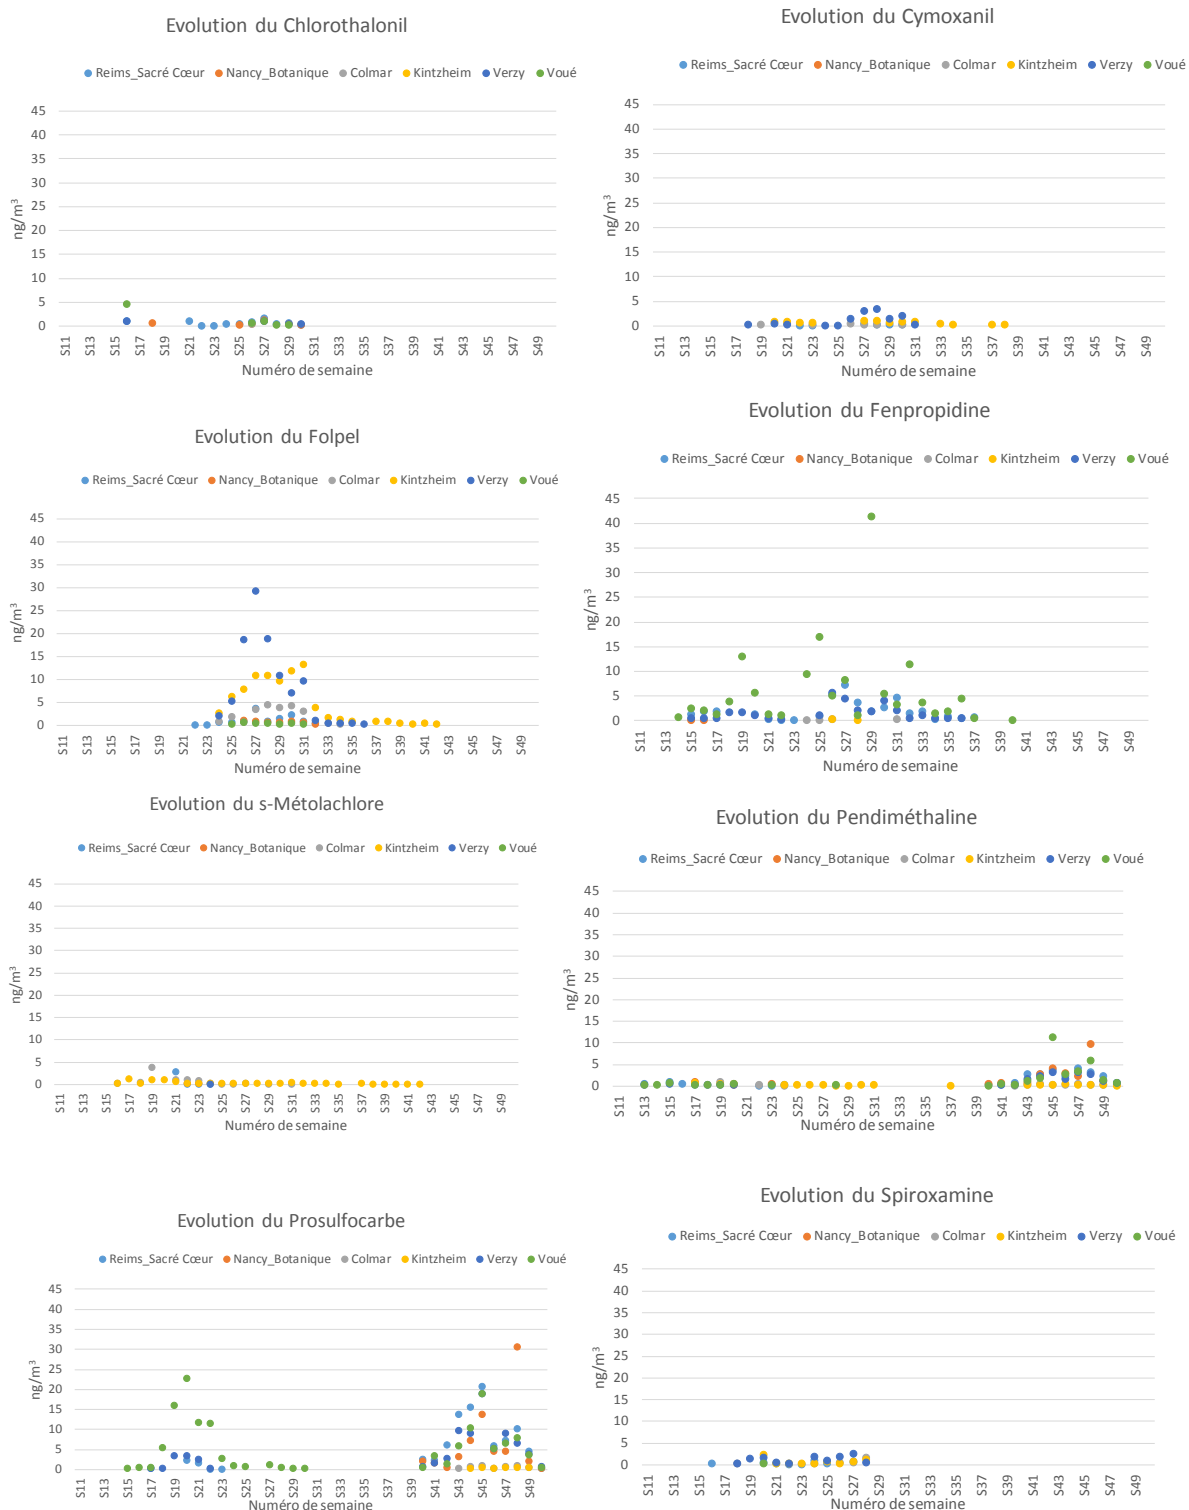 Evolution du Chlorothalonil
Reims_Sacré Cœur Nancy_Botanique Colmar Kintzheim Verzy Voué
45
40
35
30
25
20
15
10
5
0
ng/m³
S11 S13 S15 S17 S19 S21 S23 S25 S27 S29 S31 S33 S35 S37 S39 S41 S43 S45 S47 S49
Numéro de semaine
Evolution du Cymoxanil
Reims_Sacré Cœur Nancy_Botanique Colmar Kintzheim Verzy Voué
45
40
35
30
25
20
15
10
5
0
ng/m³
S11 S13 S15 S17 S19 S21 S23 S25 S27 S29 S31 S33 S35 S37 S39 S41 S43 S45 S47 S49
Numéro de semaine
Evolution du Folpel
Reims_Sacré Cœur Nancy_Botanique Colmar Kintzheim Verzy Voué
45
40
35
30
25
20
15
10
5
0
ng/m³
S11 S13 S15 S17 S19 S21 S23 S25 S27 S29 S31 S33 S35 S37 S39 S41 S43 S45 S47 S49
Numéro de semaine
Evolution du Fenpropidine
Reims_Sacré Cœur Nancy_Botanique Colmar Kintzheim Verzy Voué
45
40
35
30
25
20
15
10
5
0
ng/m³
S11 S13 S15 S17 S19 S21 S23 S25 S27 S29 S31 S33 S35 S37 S39 S41 S43 S45 S47 S49
Numéro de semaine
Evolution du s-Métolachlore
Reims_Sacré Cœur Nancy_Botanique Colmar Kintzheim Verzy Voué
45
40
35
30
25
20
15
10
5
0
ng/m³
S11 S13 S15 S17 S19 S21 S23 S25 S27 S29 S31 S33 S35 S37 S39 S41 S43 S45 S47 S49
Numéro de semaine
Evolution du Pendiméthaline
Reims_Sacré Cœur Nancy_Botanique Colmar Kintzheim Verzy Voué
45
40
35
30
25
20
15
10
5
0
ng/m³
S11 S13 S15 S17 S19 S21 S23 S25 S27 S29 S31 S33 S35 S37 S39 S41 S43 S45 S47 S49
Numéro de semaine
Evolution du Prosulfocarbe
Reims_Sacré Cœur Nancy_Botanique Colmar Kintzheim Verzy Voué
45
40
35
30
25
20
15
10
5
0
ng/m³
S11 S13 S15 S17 S19 S21 S23 S25 S27 S29 S31 S33 S35 S37 S39 S41 S43 S45 S47 S49
Numéro de semaine
Evolution du Spiroxamine
Reims_Sacré Cœur Nancy_Botanique Colmar Kintzheim Verzy Voué
45
40
35
30
25
20
15
10
5
0
ng/m³
S11 S13 S15 S17 S19 S21 S23 S25 S27 S29 S31 S33 S35 S37 S39 S41 S43 S45 S47 S49
Numéro de semaine